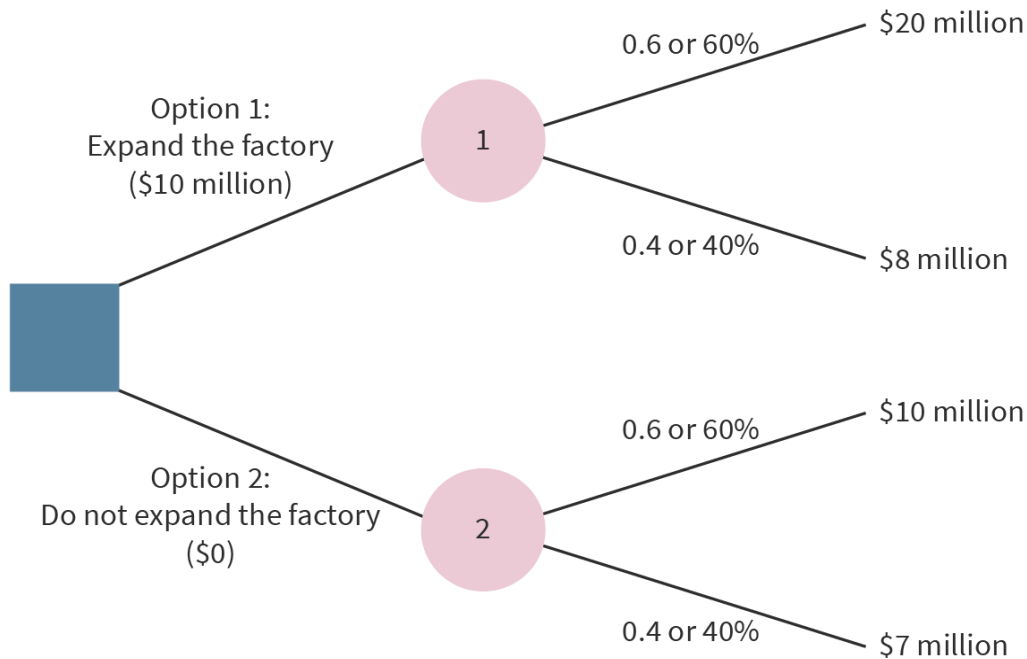 Option 1:
Expand the factory
($10 million)
1
0.6 or 60%
$20 million
0.4 or 40%
$8 million
Option 2:
Do not expand the factory
($0)
2
0.6 or 60%
$10 million
0.4 or 40%
$7 million